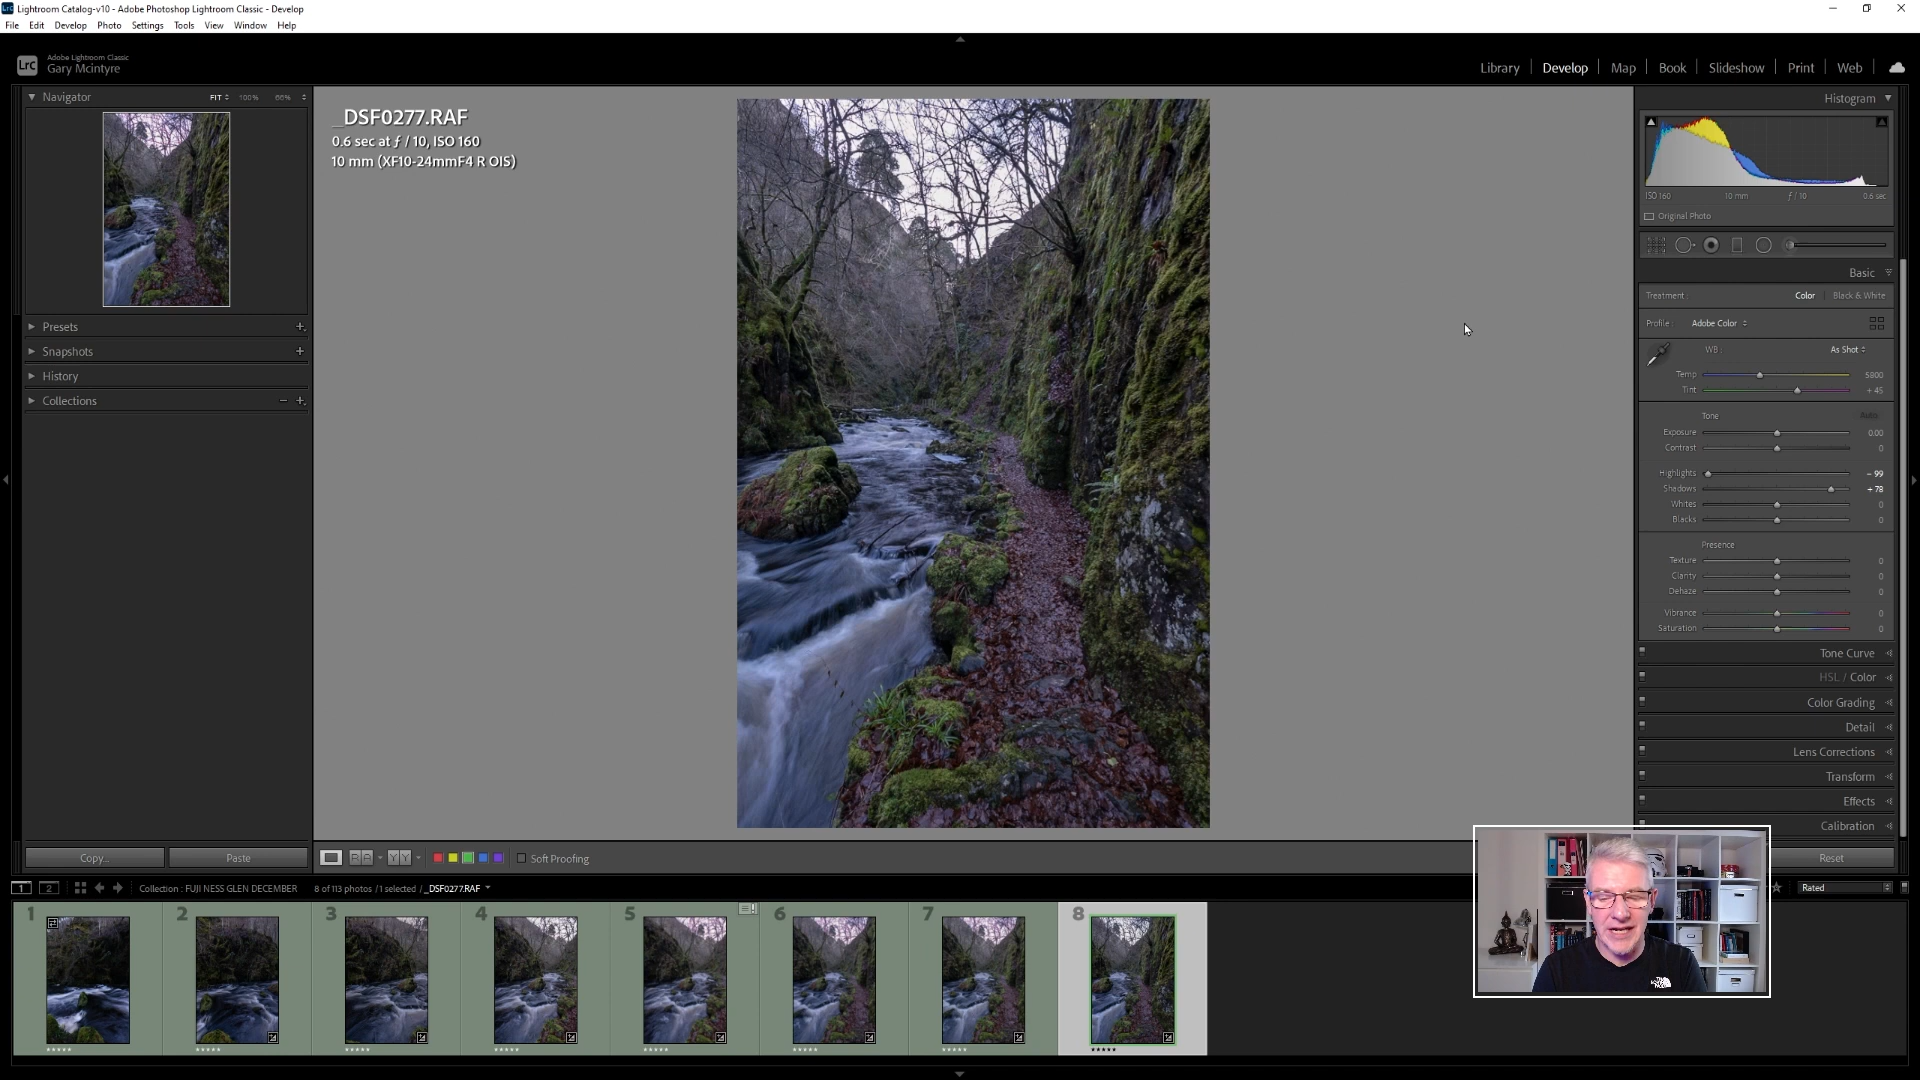 Lightroom Catalog-v10 - Adobe Photoshop Lightroom Classic - Develop
File Edit Develop Photo Settings Tools View Window Help
LrC
Adobe Lightroom Classic
Gary Mcintyre
Library | Develop | Map | Book | Slideshow | Print | Web
Navigator FIT 100% 66%
Presets
Snapshots
History
Collections
Copy... Paste
_DSF0277.RAF
0.6 sec at ƒ / 10, ISO 160
10 mm (XF10-24mmF4 R OIS)
Histogram
ISO 160 10 mm ƒ / 10 0.6 sec
Original Photo
Basic
Treatment : Color | Black & White
Profile : Adobe Color
WB : As Shot
Temp 5800
Tint + 45
Tone Auto
Exposure 0.00
Contrast 0
Highlights - 99
Shadows + 78
Whites 0
Blacks 0
Presence
Texture 0
Clarity 0
Dehaze 0
Vibrance 0
Saturation 0
Tone Curve
HSL / Color
Color Grading
Detail
Lens Corrections
Transform
Effects
Calibration
Reset
Soft Proofing
1 2 Collection : FUJI NESS GLEN DECEMBER 8 of 113 photos / 1 selected / _DSF0277.RAF
Rated
1 2 3 4 5 6 7 8